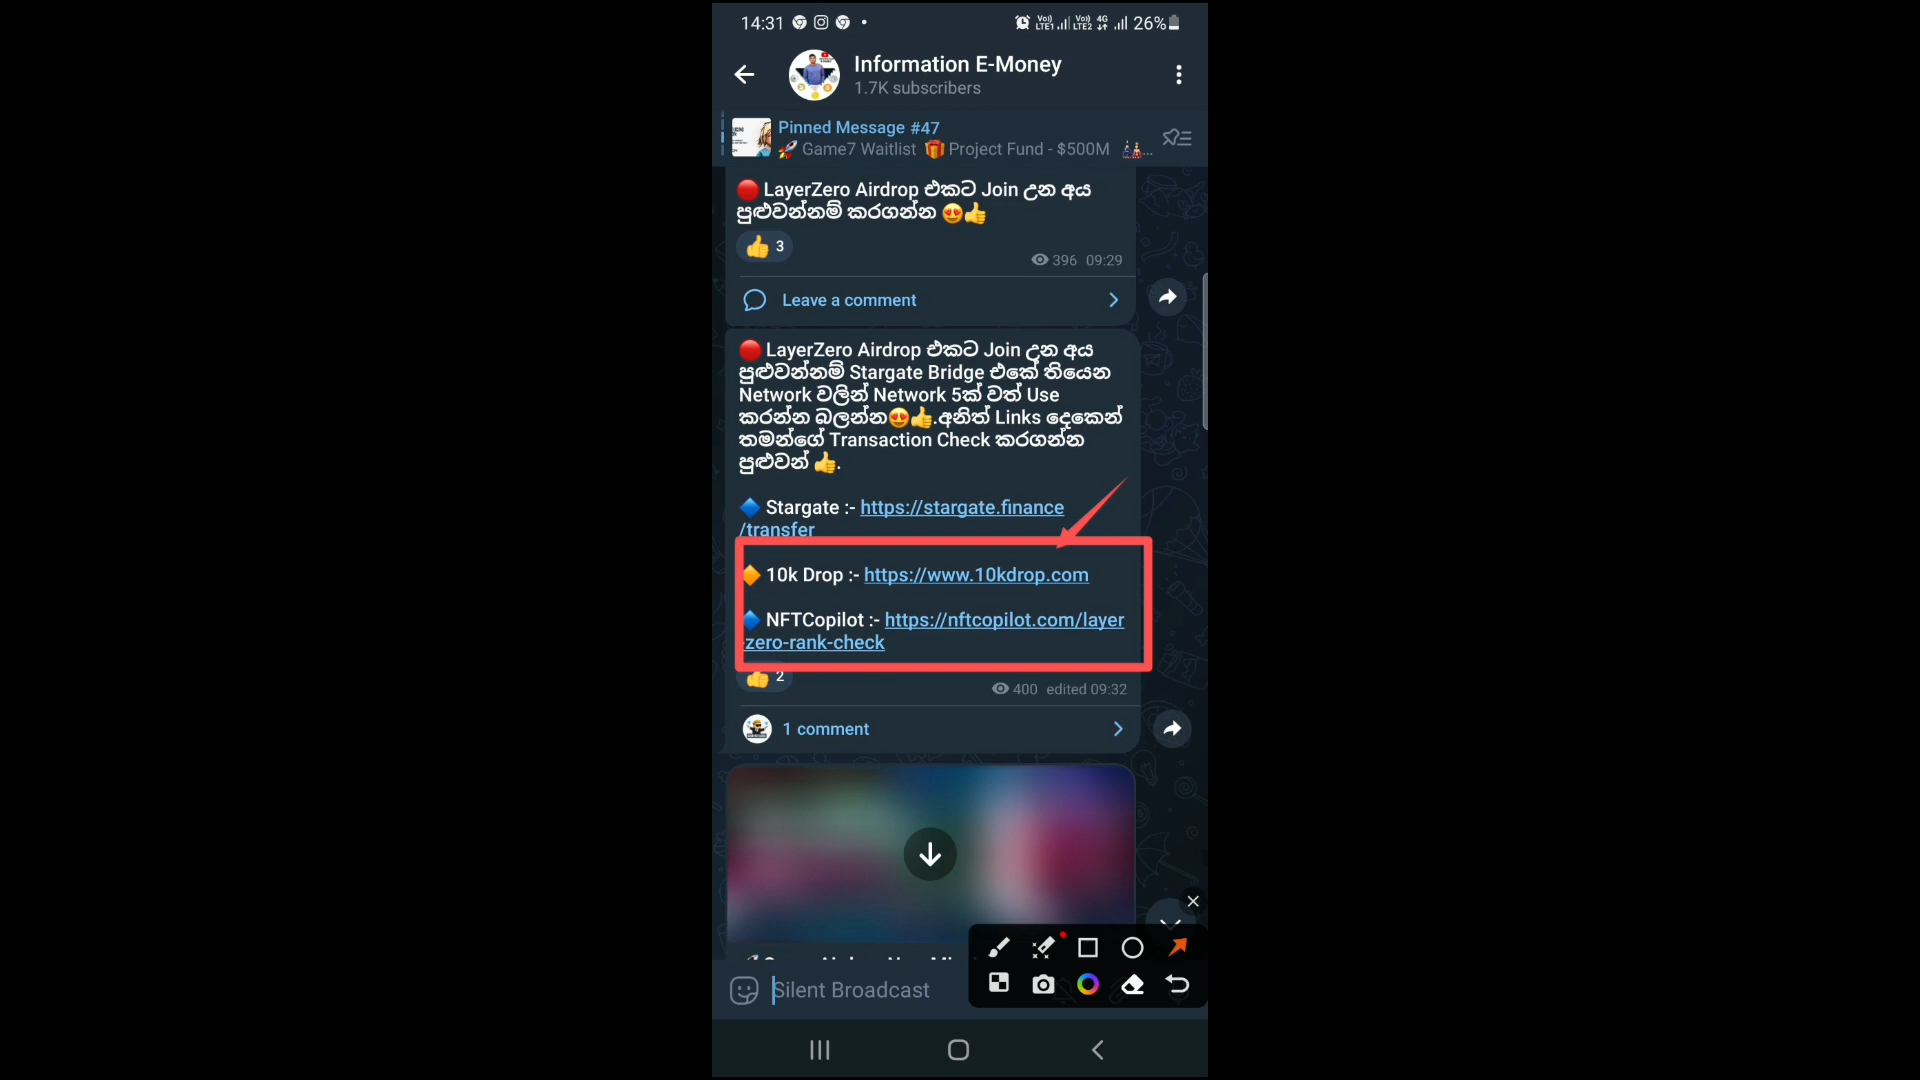 14:31
26%
Information E-Money
1.7K subscribers
Pinned Message #47
🚀 Game7 Waitlist 🎁 Project Fund - $500M
🔴 LayerZero Airdrop එකට Join උන අය
පුළුවන්නම් කරගන්න 😍👍
👍 3
396 09:29
Leave a comment
🔴 LayerZero Airdrop එකට Join උන අය
පුළුවන්නම් Stargate Bridge එකේ තියෙන
Network වලින් Network 5ක් වත් Use
කරන්න බලන්න😍👍.අනිත් Links දෙකෙන්
තමන්ගේ Transaction Check කරගන්න
පුළුවන් 👍.
🔷 Stargate :- https://stargate.finance
/transfer
🔶 10k Drop :- https://www.10kdrop.com
🔷 NFTCopilot :- https://nftcopilot.com/layer
-zero-rank-check
👍 2
400 edited 09:32
1 comment
Silent Broadcast